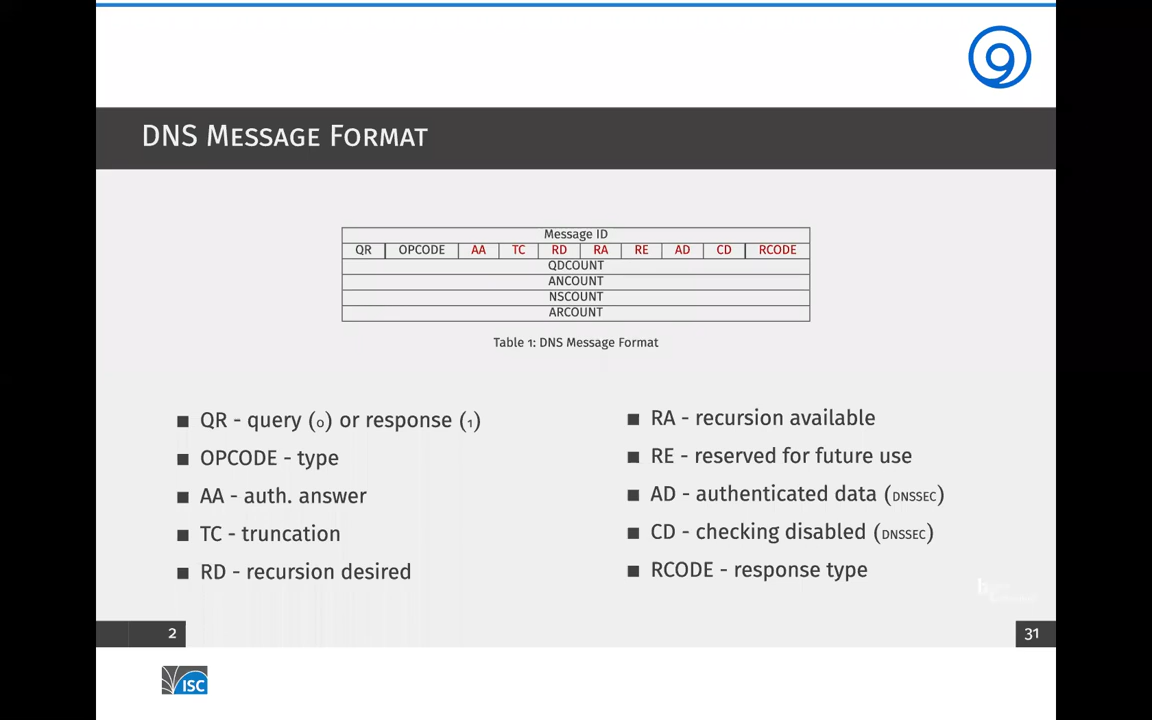 DNS Message Format
Message ID
QR OPCODE AA TC RD RA RE AD CD RCODE
QDCOUNT
ANCOUNT
NSCOUNT
ARCOUNT
Table 1: DNS Message Format
■ QR - query (0) or response (1)
■ OPCODE - type
■ AA - auth. answer
■ TC - truncation
■ RD - recursion desired
■ RA - recursion available
■ RE - reserved for future use
■ AD - authenticated data (DNSSEC)
■ CD - checking disabled (DNSSEC)
■ RCODE - response type
2
31
ISC